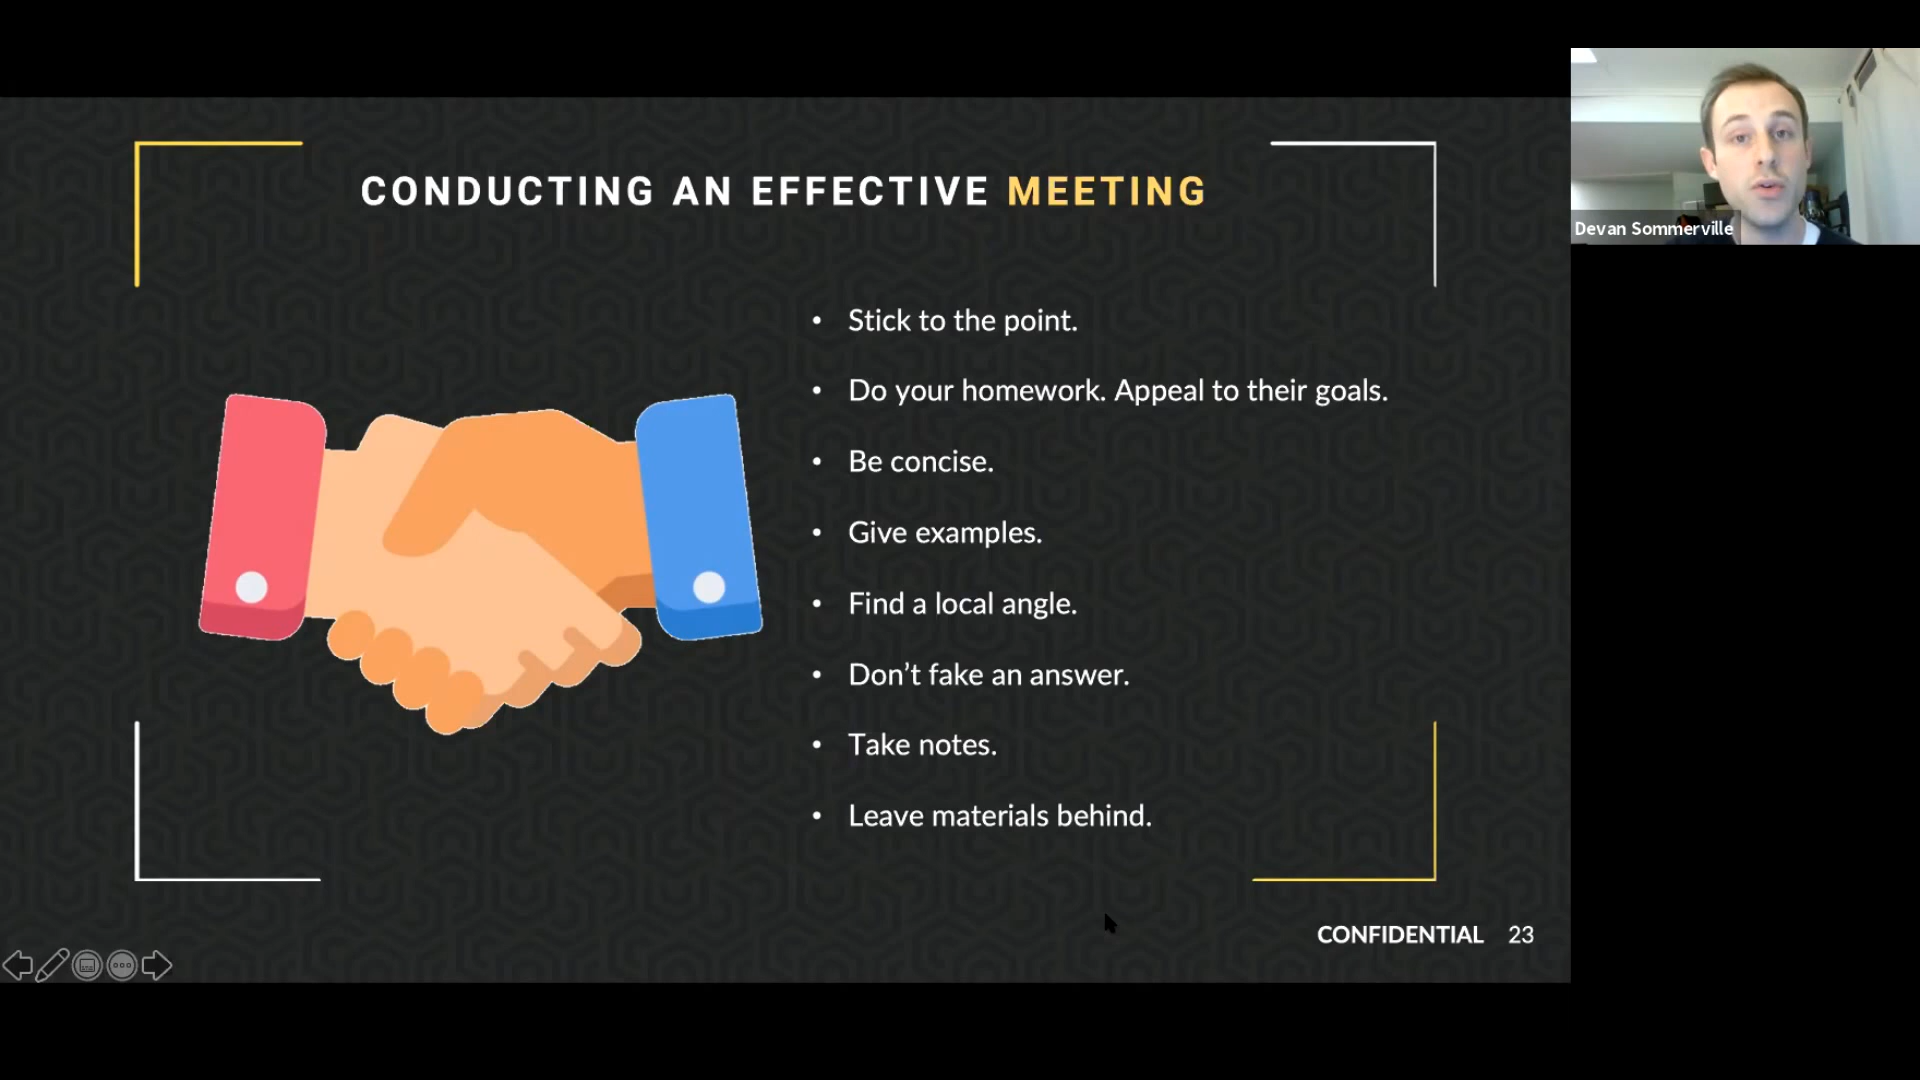 CONDUCTING AN EFFECTIVE MEETING
• Stick to the point.
• Do your homework. Appeal to their goals.
• Be concise.
• Give examples.
• Find a local angle.
• Don’t fake an answer.
• Take notes.
• Leave materials behind.
CONFIDENTIAL 23
Devan Sommerville